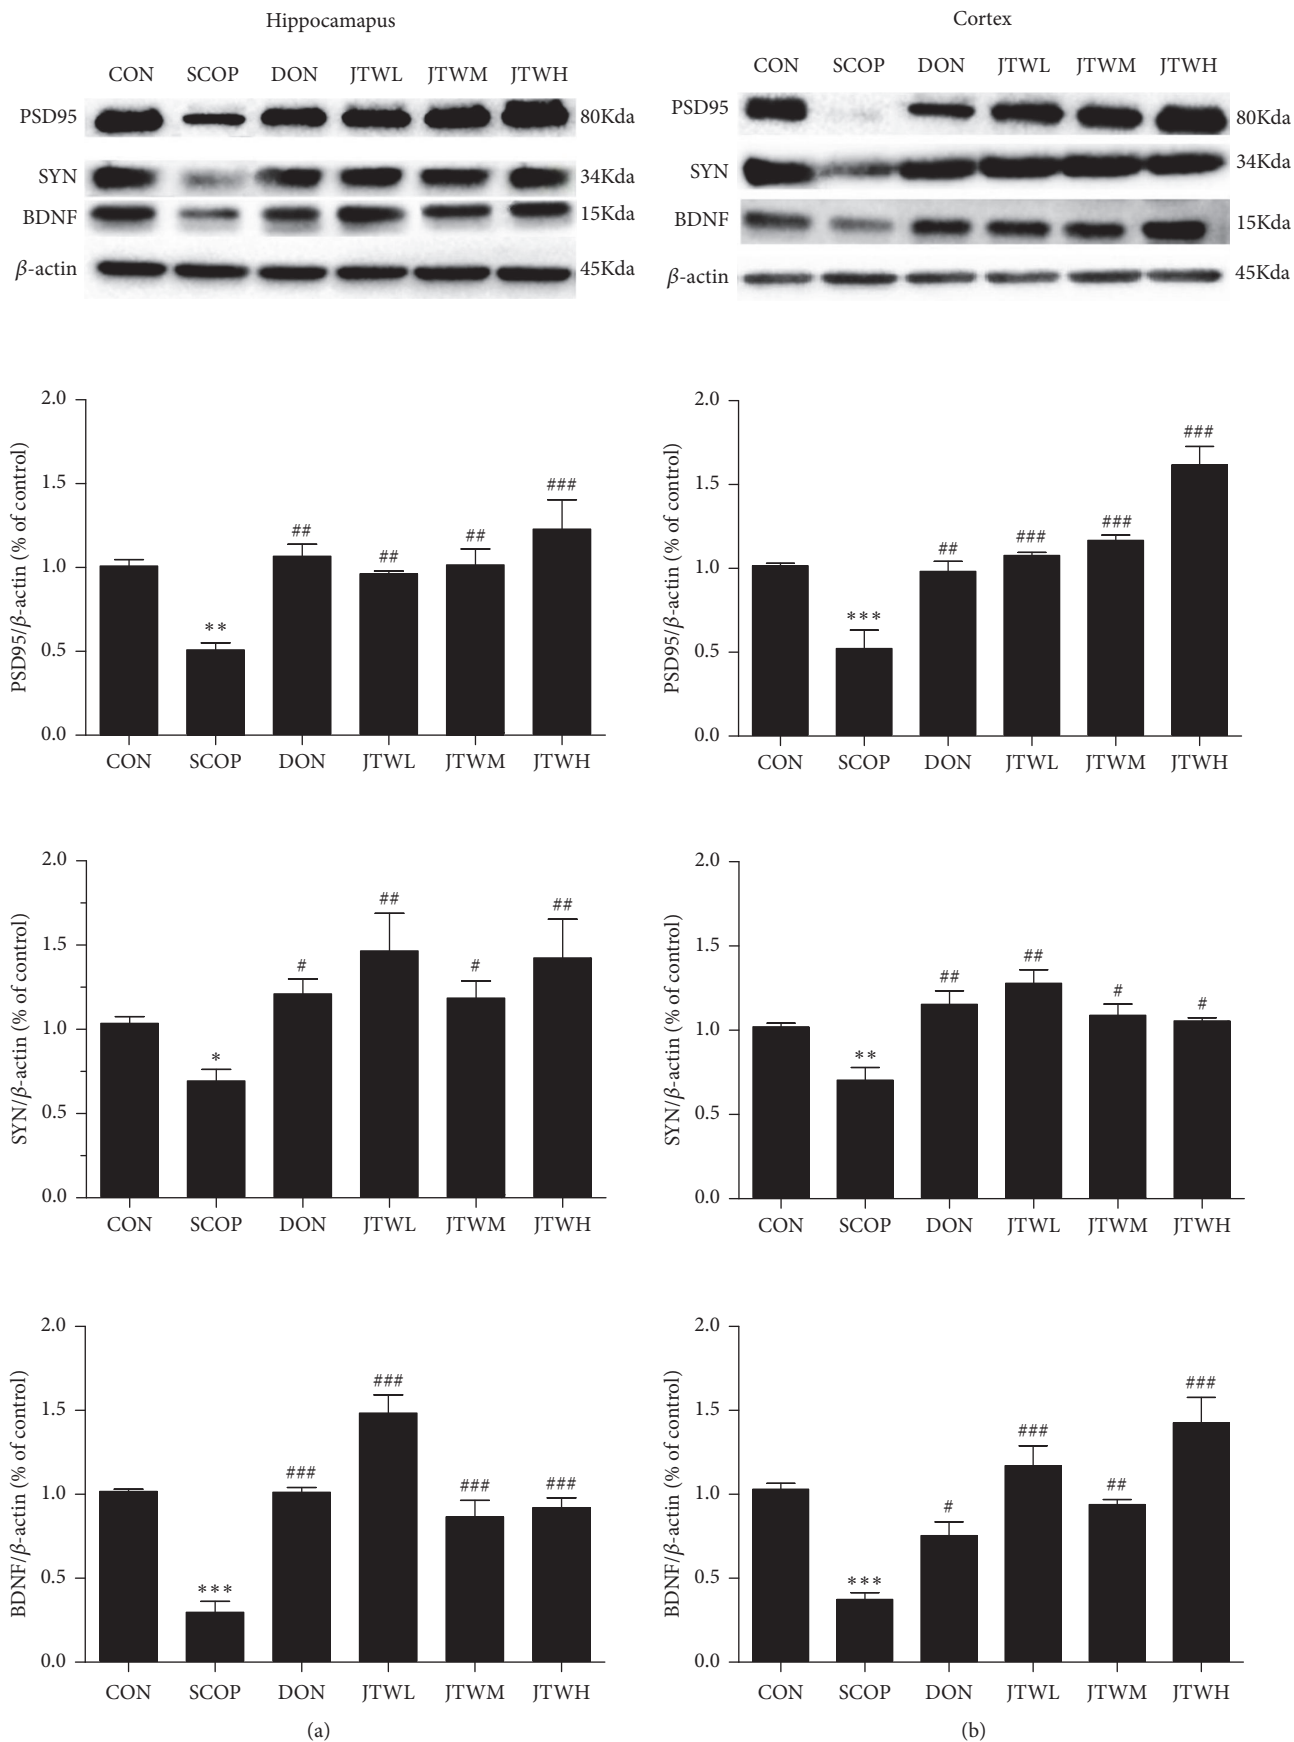 Hippocamapus
CON SCOP DON JTWL JTWM JTWH
PSD95 80Kda
SYN 34Kda
BDNF 15Kda
β-actin 45Kda
Cortex
CON SCOP DON JTWL JTWM JTWH
PSD95 80Kda
SYN 34Kda
BDNF 15Kda
β-actin 45Kda
PSD95/β-actin (% of control)
2.0
1.5
1.0
0.5
0.0
** ## ## ## ###
CON SCOP DON JTWL JTWM JTWH
PSD95/β-actin (% of control)
2.0
1.5
1.0
0.5
0.0
*** ## ### ### ###
CON SCOP DON JTWL JTWM JTWH
SYN/β-actin (% of control)
2.0
1.5
1.0
0.5
0.0
* # ## # ##
CON SCOP DON JTWL JTWM JTWH
SYN/β-actin (% of control)
2.0
1.5
1.0
0.5
0.0
** ## ## # #
CON SCOP DON JTWL JTWM JTWH
BDNF/β-actin (% of control)
2.0
1.5
1.0
0.5
0.0
*** ### ### ### ###
CON SCOP DON JTWL JTWM JTWH
(a)
BDNF/β-actin (% of control)
2.0
1.5
1.0
0.5
0.0
*** # ### ## ###
CON SCOP DON JTWL JTWM JTWH
(b)